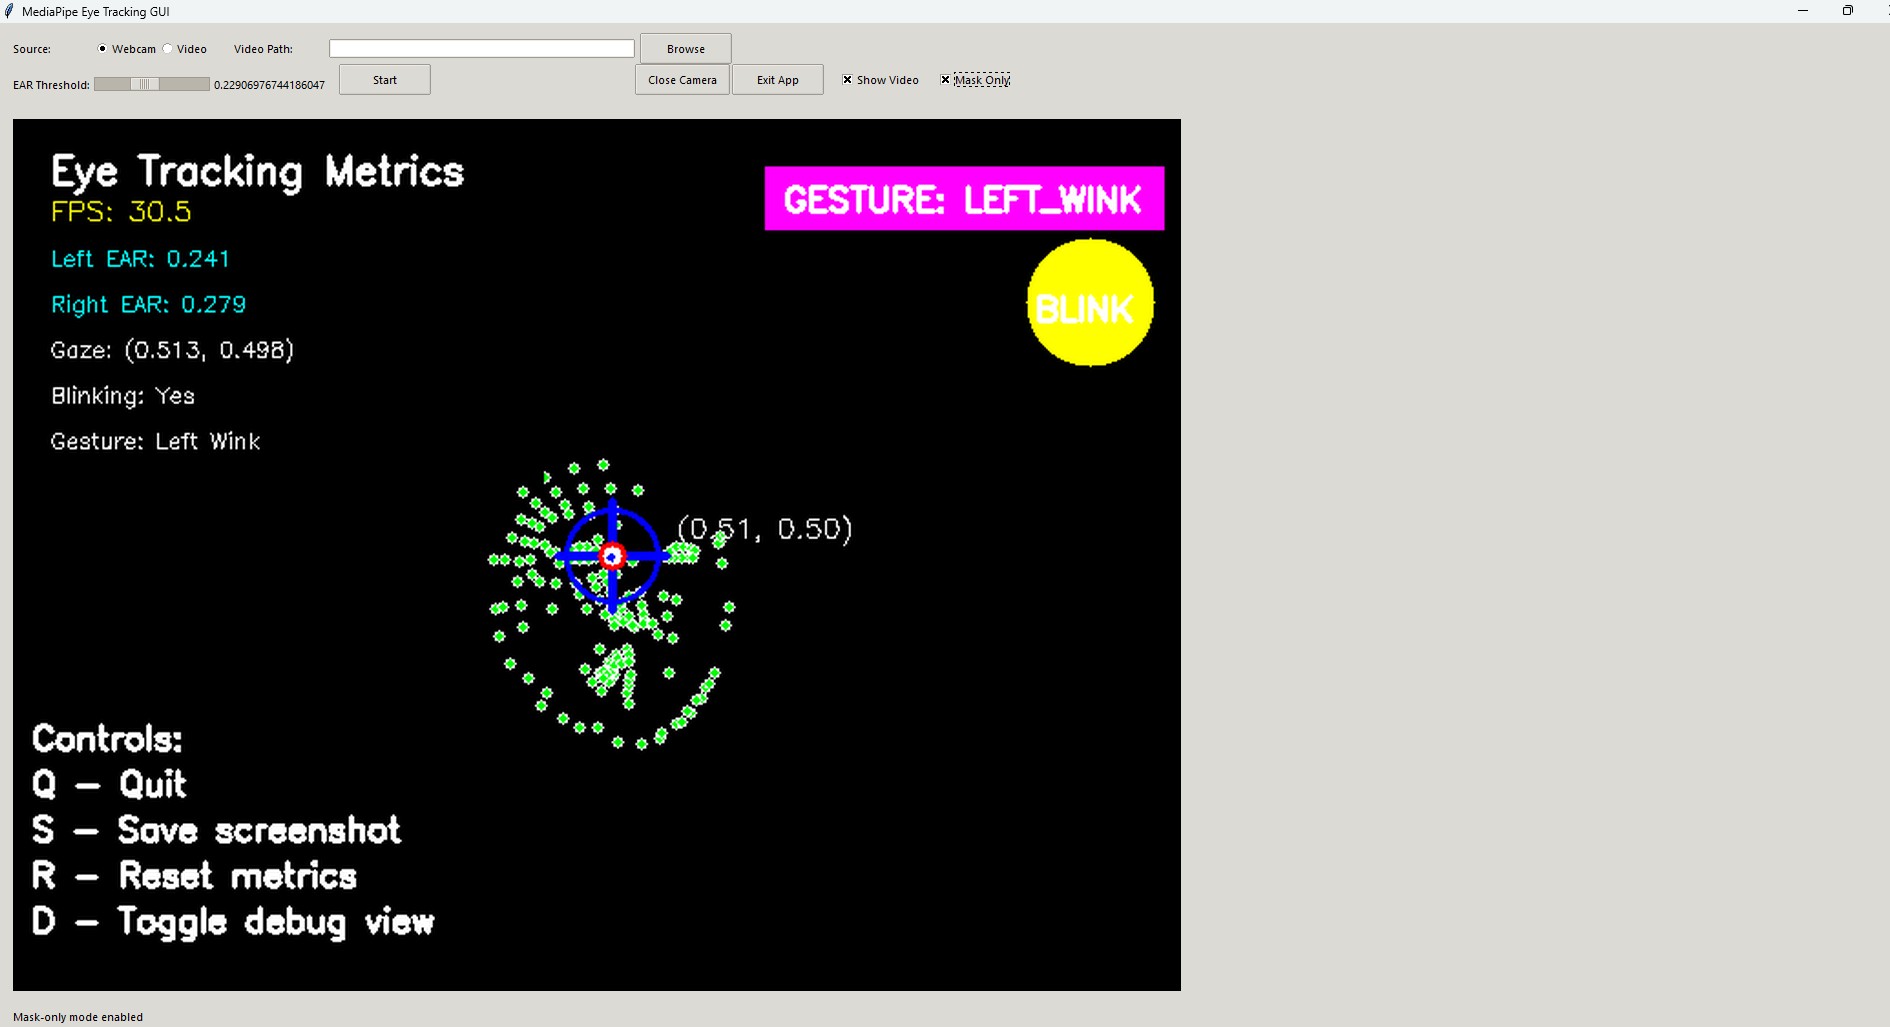 MediaPipe Eye Tracking GUI
Source: Webcam Video Video Path: Browse
EAR Threshold: 0.22906976744186047 Start Close Camera Exit App Show Video Mask Only
Eye Tracking Metrics
FPS: 30.5
GESTURE: LEFT_WINK
Left EAR: 0.241
BLINK
Right EAR: 0.279
Gaze: (0.513, 0.498)
Blinking: Yes
Gesture: Left Wink
(0.51, 0.50)
Controls:
Q - Quit
S - Save screenshot
R - Reset metrics
D - Toggle debug view
Mask-only mode enabled